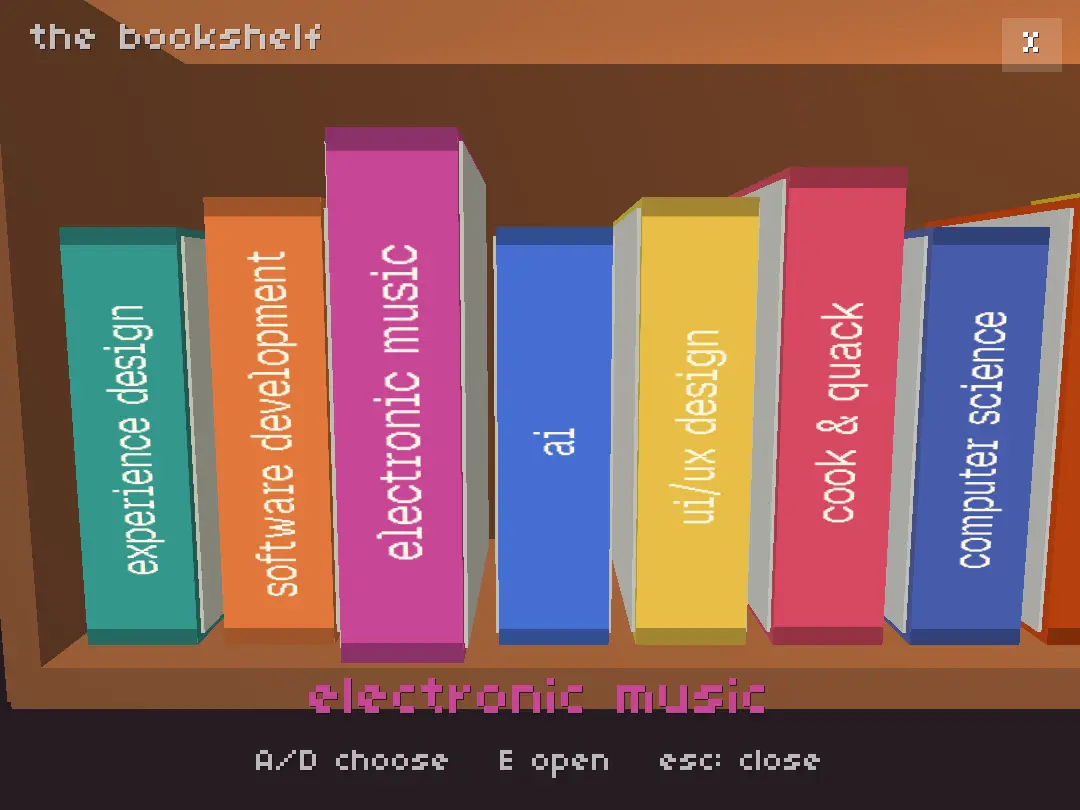 the bookshelf
X
experience design
software development
electronic music
ai
ui/ux design
cook & quack
computer science
electronic music
A/D choose E open esc: close